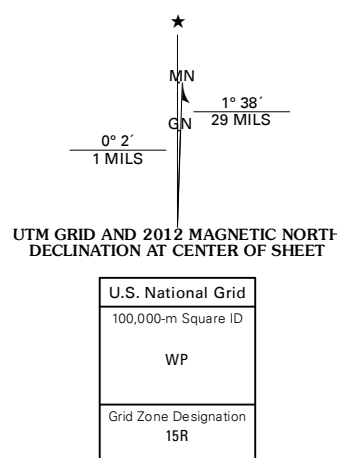 ★
MN
1° 38´
29 MILS
GN
0° 2´
1 MILS
UTM GRID AND 2012 MAGNETIC NORTH
DECLINATION AT CENTER OF SHEET
U.S. National Grid
100,000-m Square ID
WP
Grid Zone Designation
15R